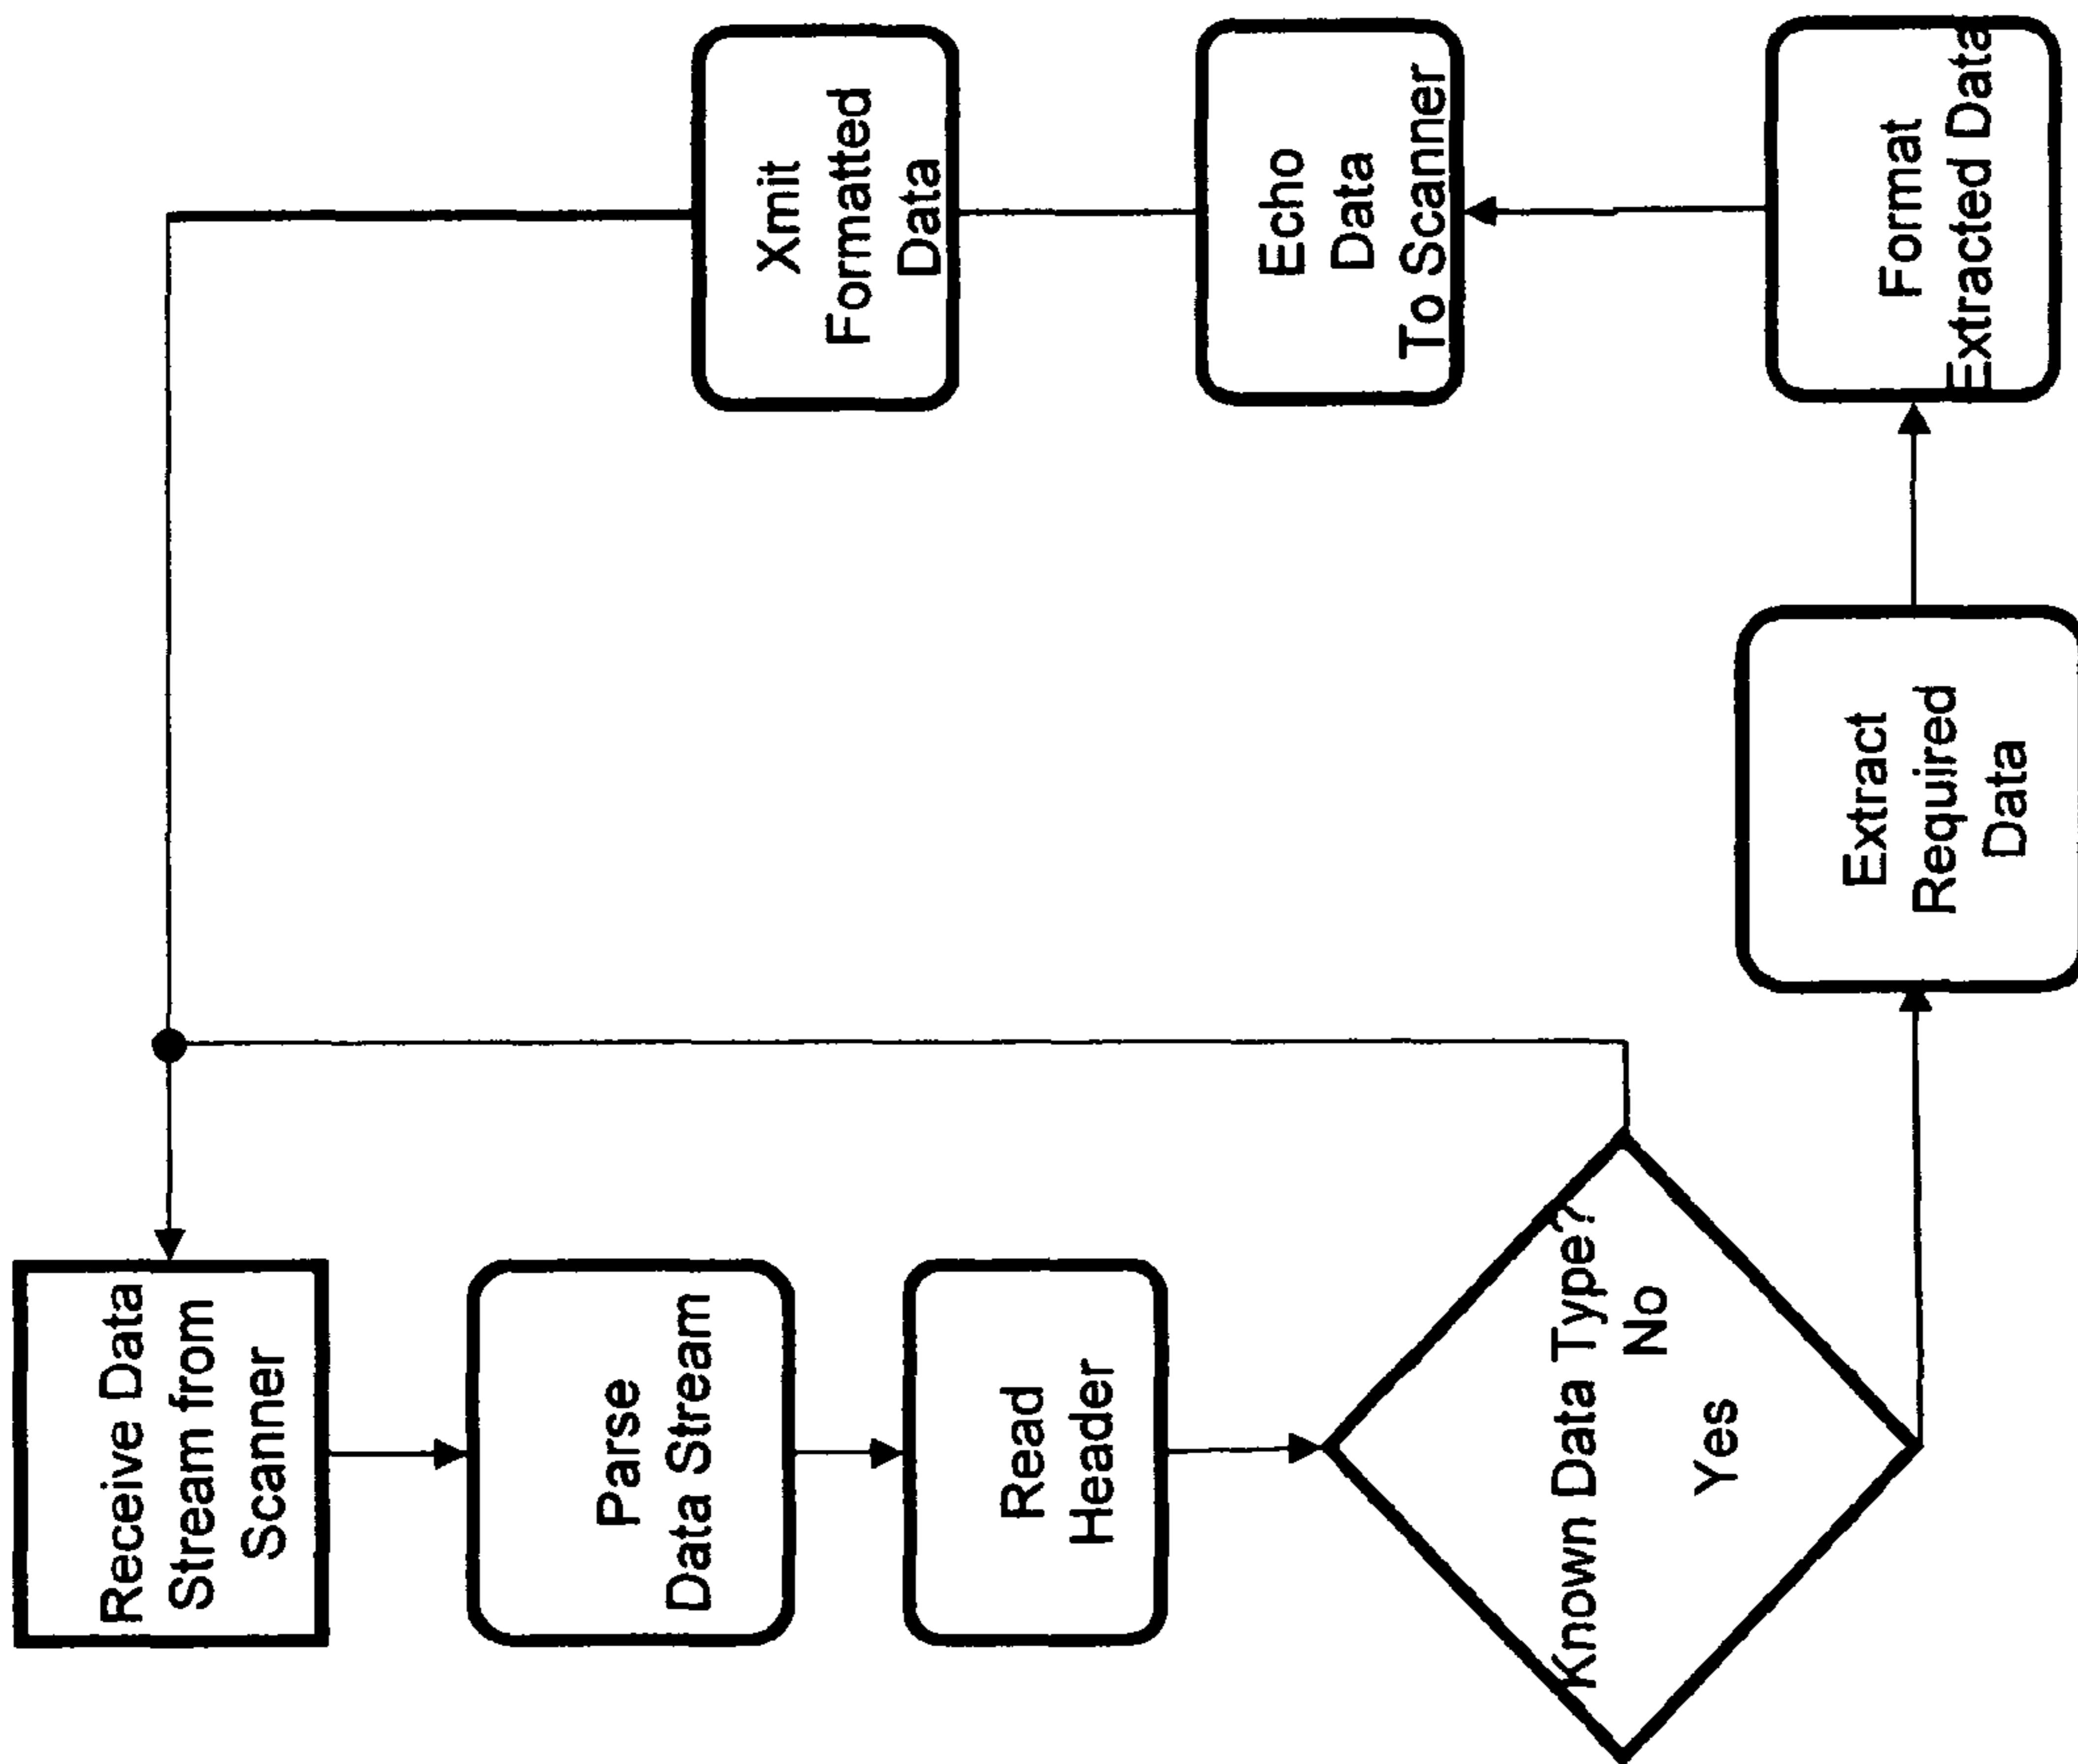 Receive Data
Stream from
Scanner
Parse
Data Stream
Read
Header
Known Data Type?
No
Yes
Extract
Required
Data
Format
Extracted Data
Echo
Data
To Scanner
Xmit
Formatted
Data